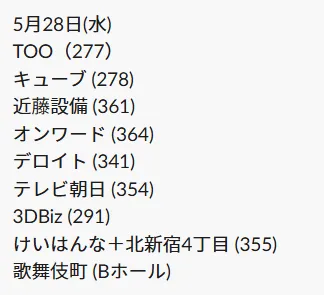 5月28日(水)
TOO（277）
キューブ (278)
近藤設備 (361)
オンワード (364)
デロイト (341)
テレビ朝日 (354)
3DBiz (291)
けいはんな＋北新宿4丁目 (355)
歌舞伎町 (Bホール)